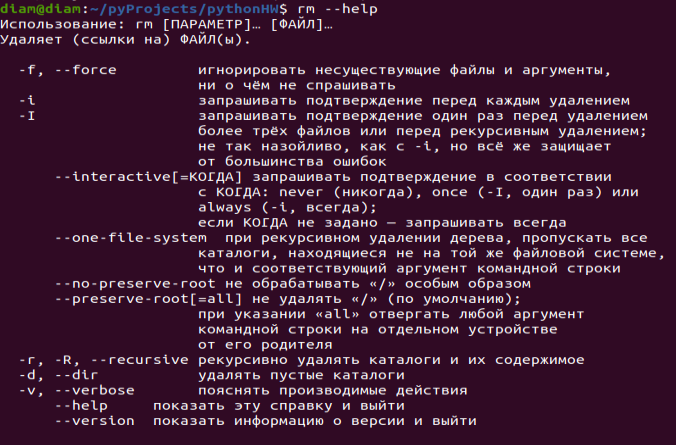 diam@diam:~/pyProjects/pythonHW$ rm --help
Использование: rm [ПАРАМЕТР]… [ФАЙЛ]…
Удаляет (ссылки на) ФАЙЛ(ы).

  -f, --force           игнорировать несуществующие файлы и аргументы,
                        ни о чём не спрашивать
  -i                    запрашивать подтверждение перед каждым удалением
  -I                    запрашивать подтверждение один раз перед удалением
                        более трёх файлов или перед рекурсивным удалением;
                        не так назойливо, как с -i, но всё же защищает
                        от большинства ошибок
      --interactive[=КОГДА] запрашивать подтверждение в соответствии
                        с КОГДА: never (никогда), once (-I, один раз) или
                        always (-i, всегда);
                        если КОГДА не задано — запрашивать всегда
      --one-file-system  при рекурсивном удалении дерева, пропускать все
                        каталоги, находящиеся не на той же файловой системе,
                        что и соответствующий аргумент командной строки
      --no-preserve-root не обрабатывать «/» особым образом
      --preserve-root[=all] не удалять «/» (по умолчанию);
                        при указании «all» отвергать любой аргумент
                        командной строки на отдельном устройстве
                        от его родителя
  -r, -R, --recursive рекурсивно удалять каталоги и их содержимое
  -d, --dir             удалять пустые каталоги
  -v, --verbose         пояснять производимые действия
      --help     показать эту справку и выйти
      --version  показать информацию о версии и выйти